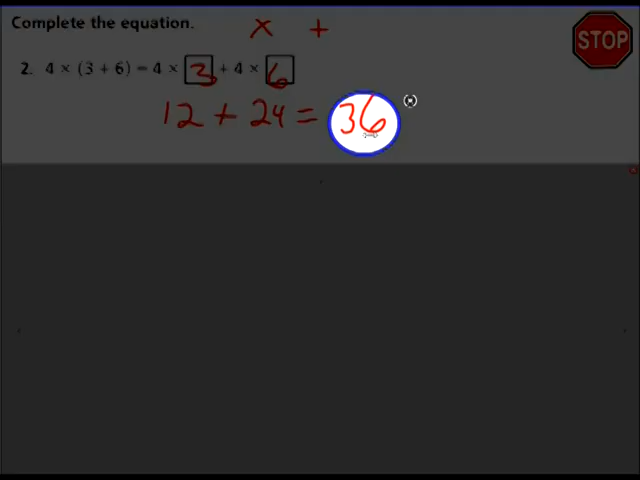 Complete the equation. x +
STOP
2. 4 × (3 + 6) = 4 × 3 + 4 × 6
12 + 24 = 36